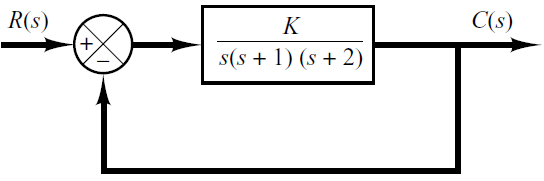 R(s)
K
C(s)
+
s(s + 1) (s + 2)
−